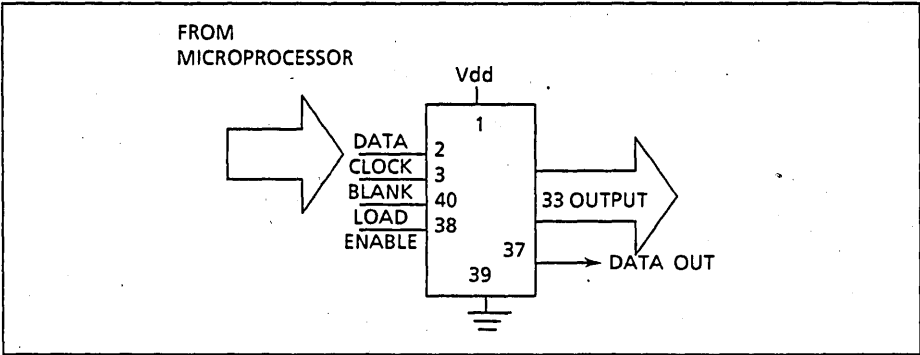 FROM
MICROPROCESSOR
Vdd
1
DATA
2
CLOCK
3
BLANK
40
LOAD
38
ENABLE
33 OUTPUT
37
DATA OUT
39